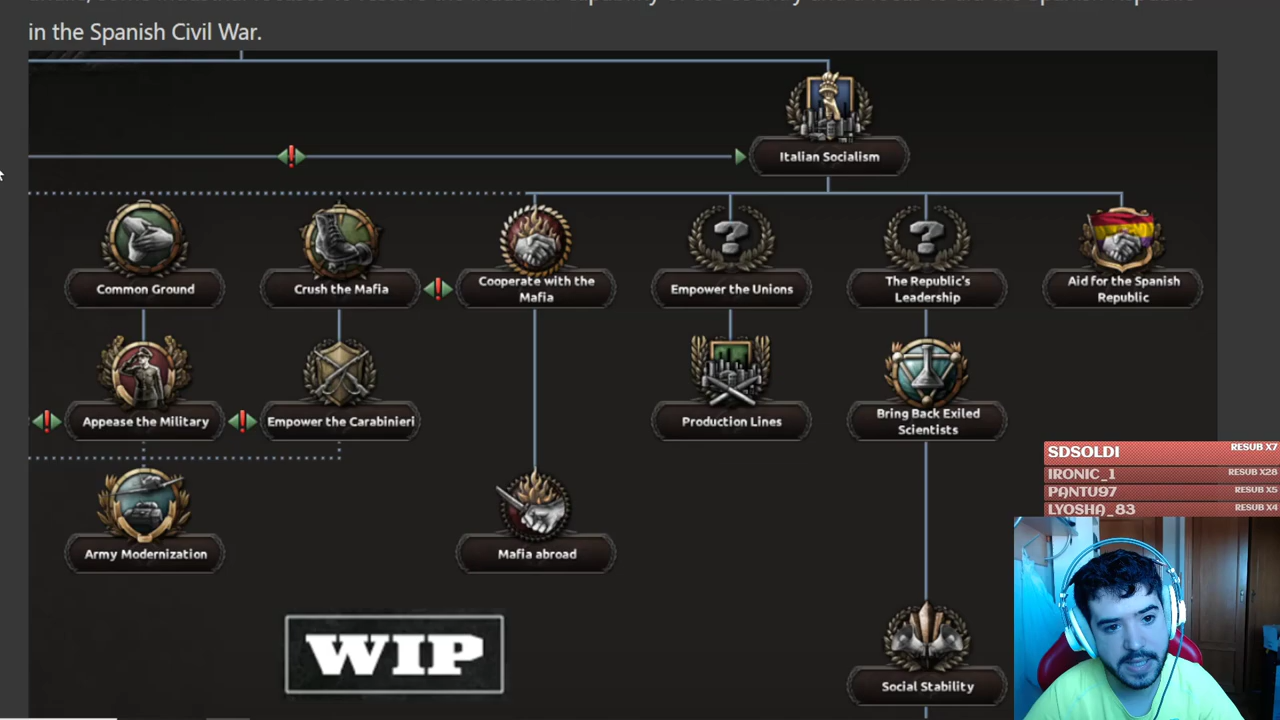 in the Spanish Civil War.
Italian Socialism
Common Ground
Crush the Mafia
Cooperate with the
Mafia
Empower the Unions
The Republic's
Leadership
Aid for the Spanish
Republic
Appease the Military
Empower the Carabinieri
Production Lines
Bring Back Exiled
Scientists
Army Modernization
Mafia abroad
Social Stability
WIP
SDSOLDI RESUB X7
IRONIC_1 RESUB X28
PANTU97 RESUB X5
LYOSHA_83 RESUB X4